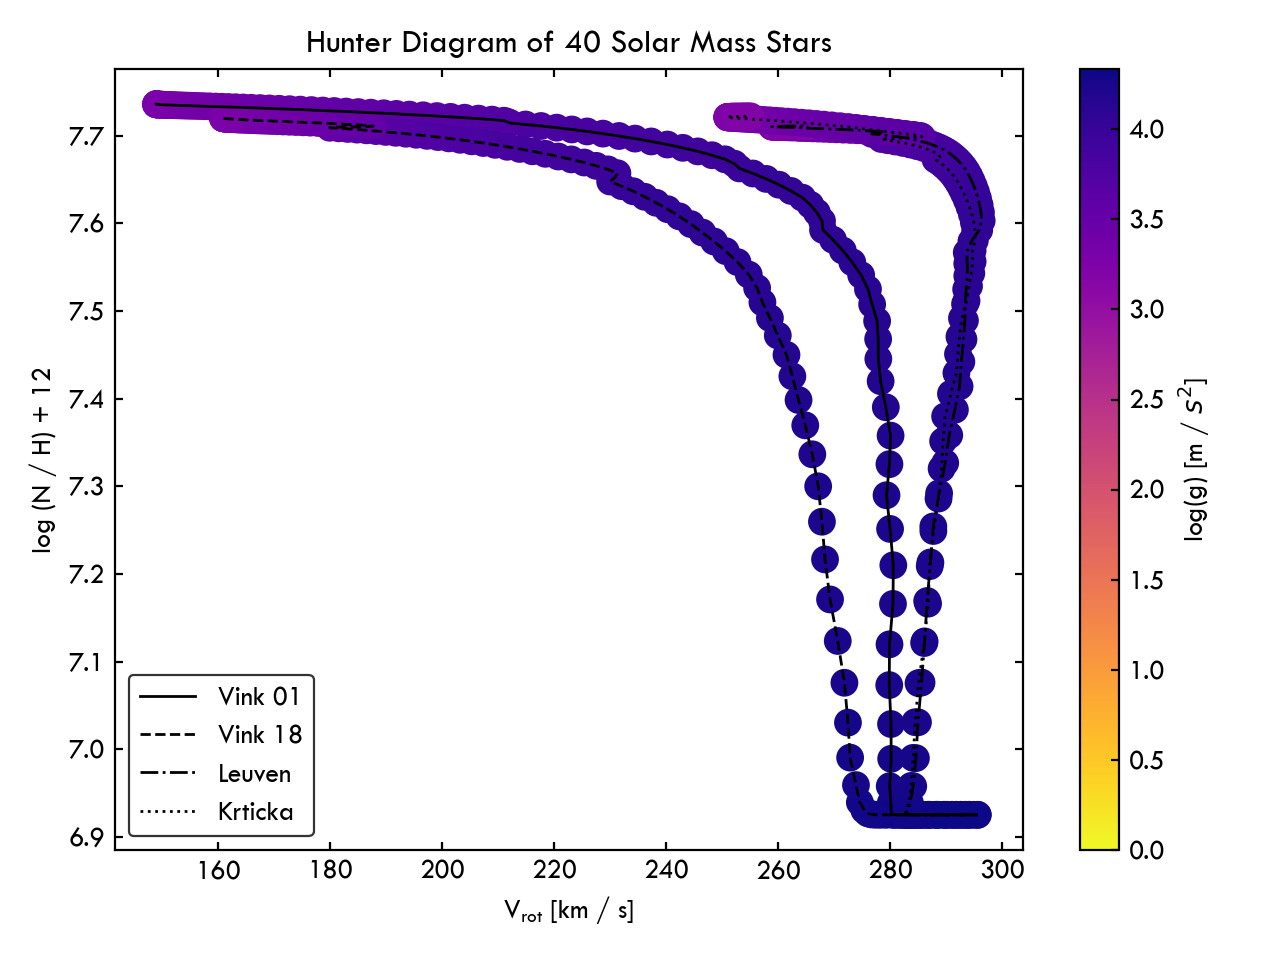 Hunter Diagram of 40 Solar Mass Stars
log (N / H) + 12
7.7
7.6
7.5
7.4
7.3
7.2
7.1
7.0
6.9
Vink 01
Vink 18
Leuven
Krticka
160 180 200 220 240 260 280 300
V_rot [km / s]
4.0
3.5
3.0
2.5
2.0
1.5
1.0
0.5
0.0
log(g) [m / s²]